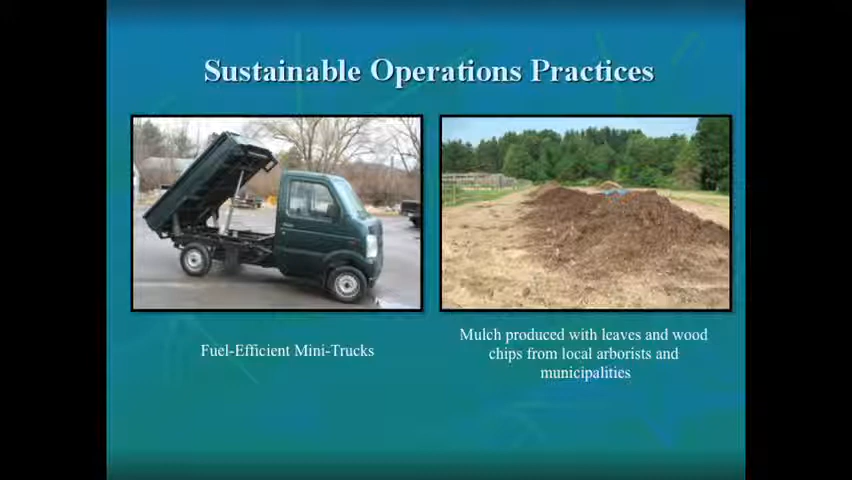 Sustainable Operations Practices
Fuel-Efficient Mini-Trucks
Mulch produced with leaves and wood
chips from local arborists and
municipalities